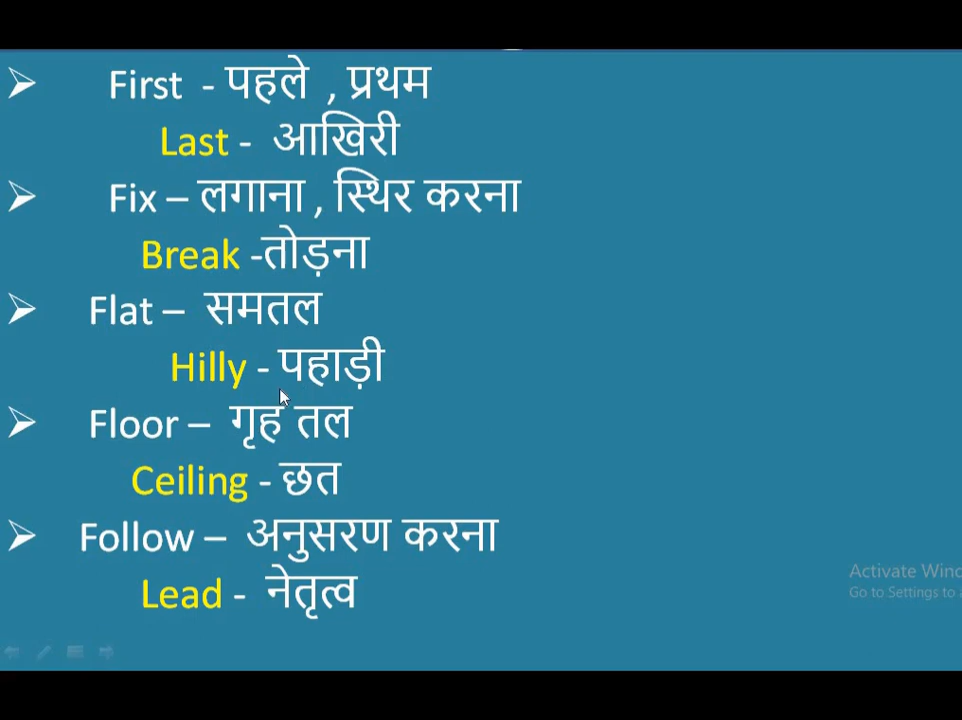 ➢ First - पहले , प्रथम
Last - आखिरी
➢ Fix – लगाना , स्थिर करना
Break -तोड़ना
➢ Flat – समतल
Hilly - पहाड़ी
➢ Floor – गृह तल
Ceiling - छत
➢ Follow – अनुसरण करना
Lead - नेतृत्व
Activate Wind
Go to Settings to